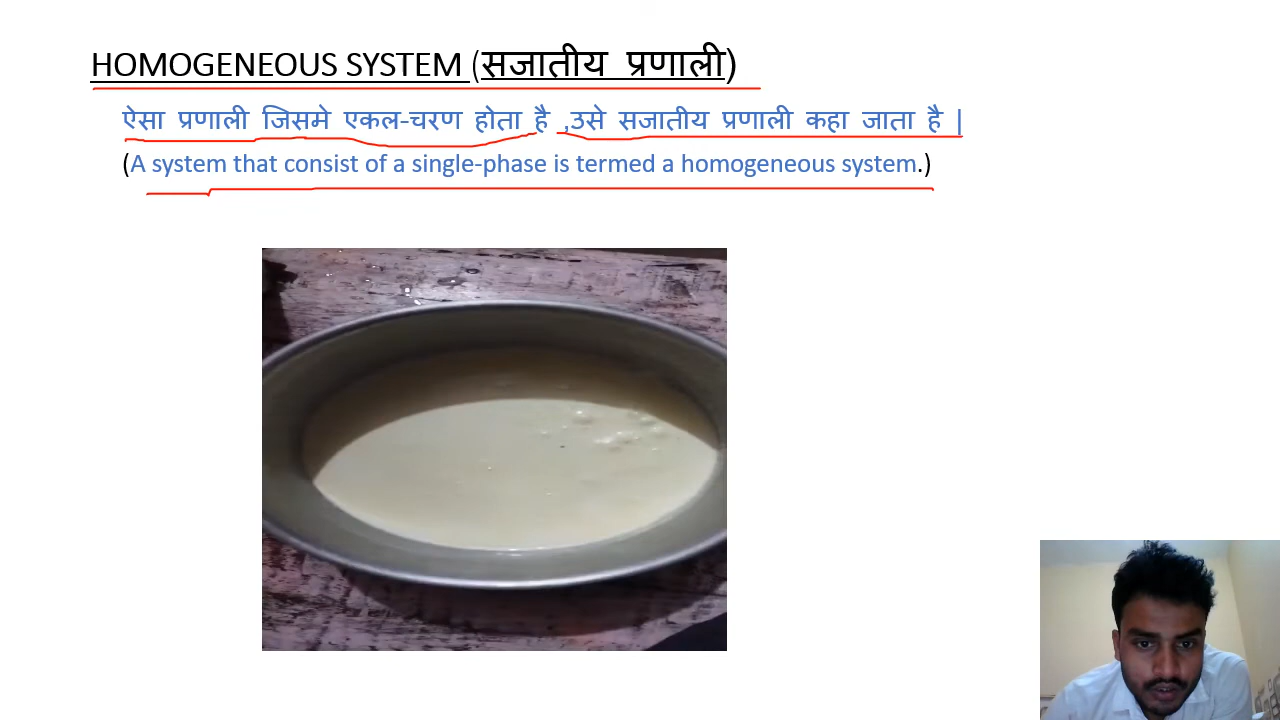 HOMOGENEOUS SYSTEM (सजातीय प्रणाली)
ऐसा प्रणाली जिसमे एकल-चरण होता है ,उसे सजातीय प्रणाली कहा जाता है |
(A system that consist of a single-phase is termed a homogeneous system.)